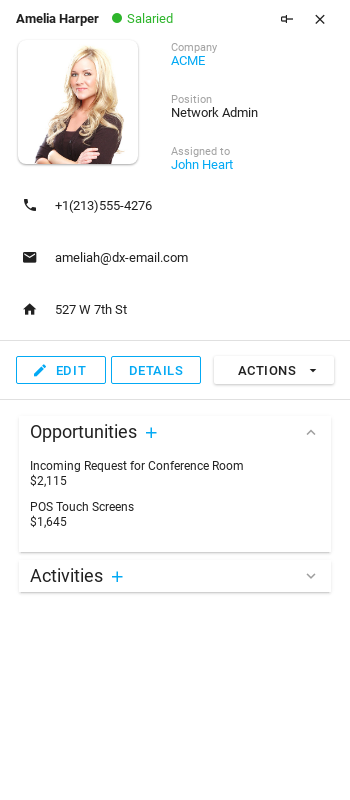 Amelia Harper Salaried
Company
ACME
Position
Network Admin
Assigned to
John Heart
+1(213)555-4276
ameliah@dx-email.com
527 W 7th St
EDIT DETAILS ACTIONS
Opportunities
Incoming Request for Conference Room
$2,115
POS Touch Screens
$1,645
Activities